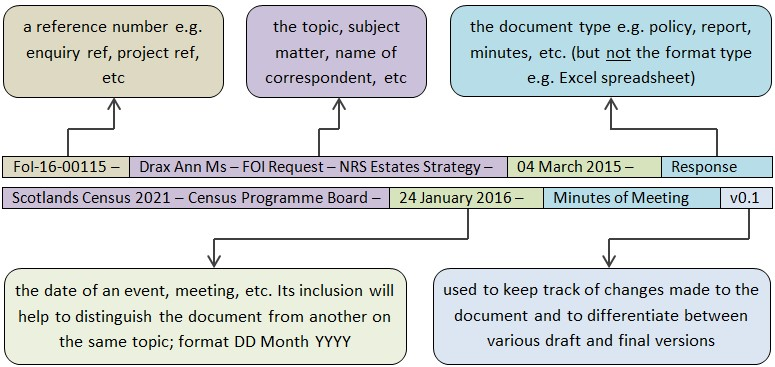 a reference number e.g.
enquiry ref, project ref,
etc
the topic, subject
matter, name of
correspondent, etc
the document type e.g. policy, report,
minutes, etc. (but not the format type
e.g. Excel spreadsheet)
FoI-16-00115 – Drax Ann Ms – FOI Request – NRS Estates Strategy – 04 March 2015 – Response
Scotlands Census 2021 – Census Programme Board – 24 January 2016 – Minutes of Meeting v0.1
the date of an event, meeting, etc. Its inclusion will
help to distinguish the document from another on
the same topic; format DD Month YYYY
used to keep track of changes made to the
document and to differentiate between
various draft and final versions